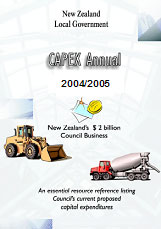 New Zealand
Local Government
CAPEX Annual
2004/2005
New Zealand's $ 2 billion
Council Business
An essential resource reference listing
Council's current proposed
capital expenditures